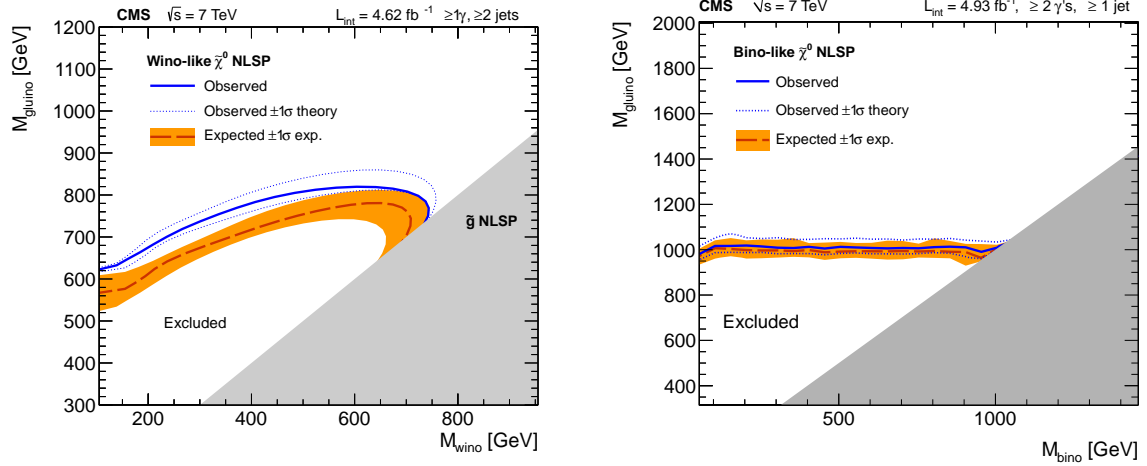 CMS √s = 7 TeV L_int = 4.62 fb⁻¹ ≥1γ, ≥2 jets
M_gluino [GeV]
1200
1100
1000
900
800
700
600
500
400
300
Wino-like χ̃⁰ NLSP
Observed
Observed ±1σ theory
Expected ±1σ exp.
g̃ NLSP
Excluded
200 400 600 800
M_wino [GeV]
CMS √s = 7 TeV L_int = 4.93 fb⁻¹, ≥ 2 γ's, ≥ 1 jet
M_gluino [GeV]
2000
1800
1600
1400
1200
1000
800
600
400
Bino-like χ̃⁰ NLSP
Observed
Observed ±1σ theory
Expected ±1σ exp.
Excluded
500 1000
M_bino [GeV]